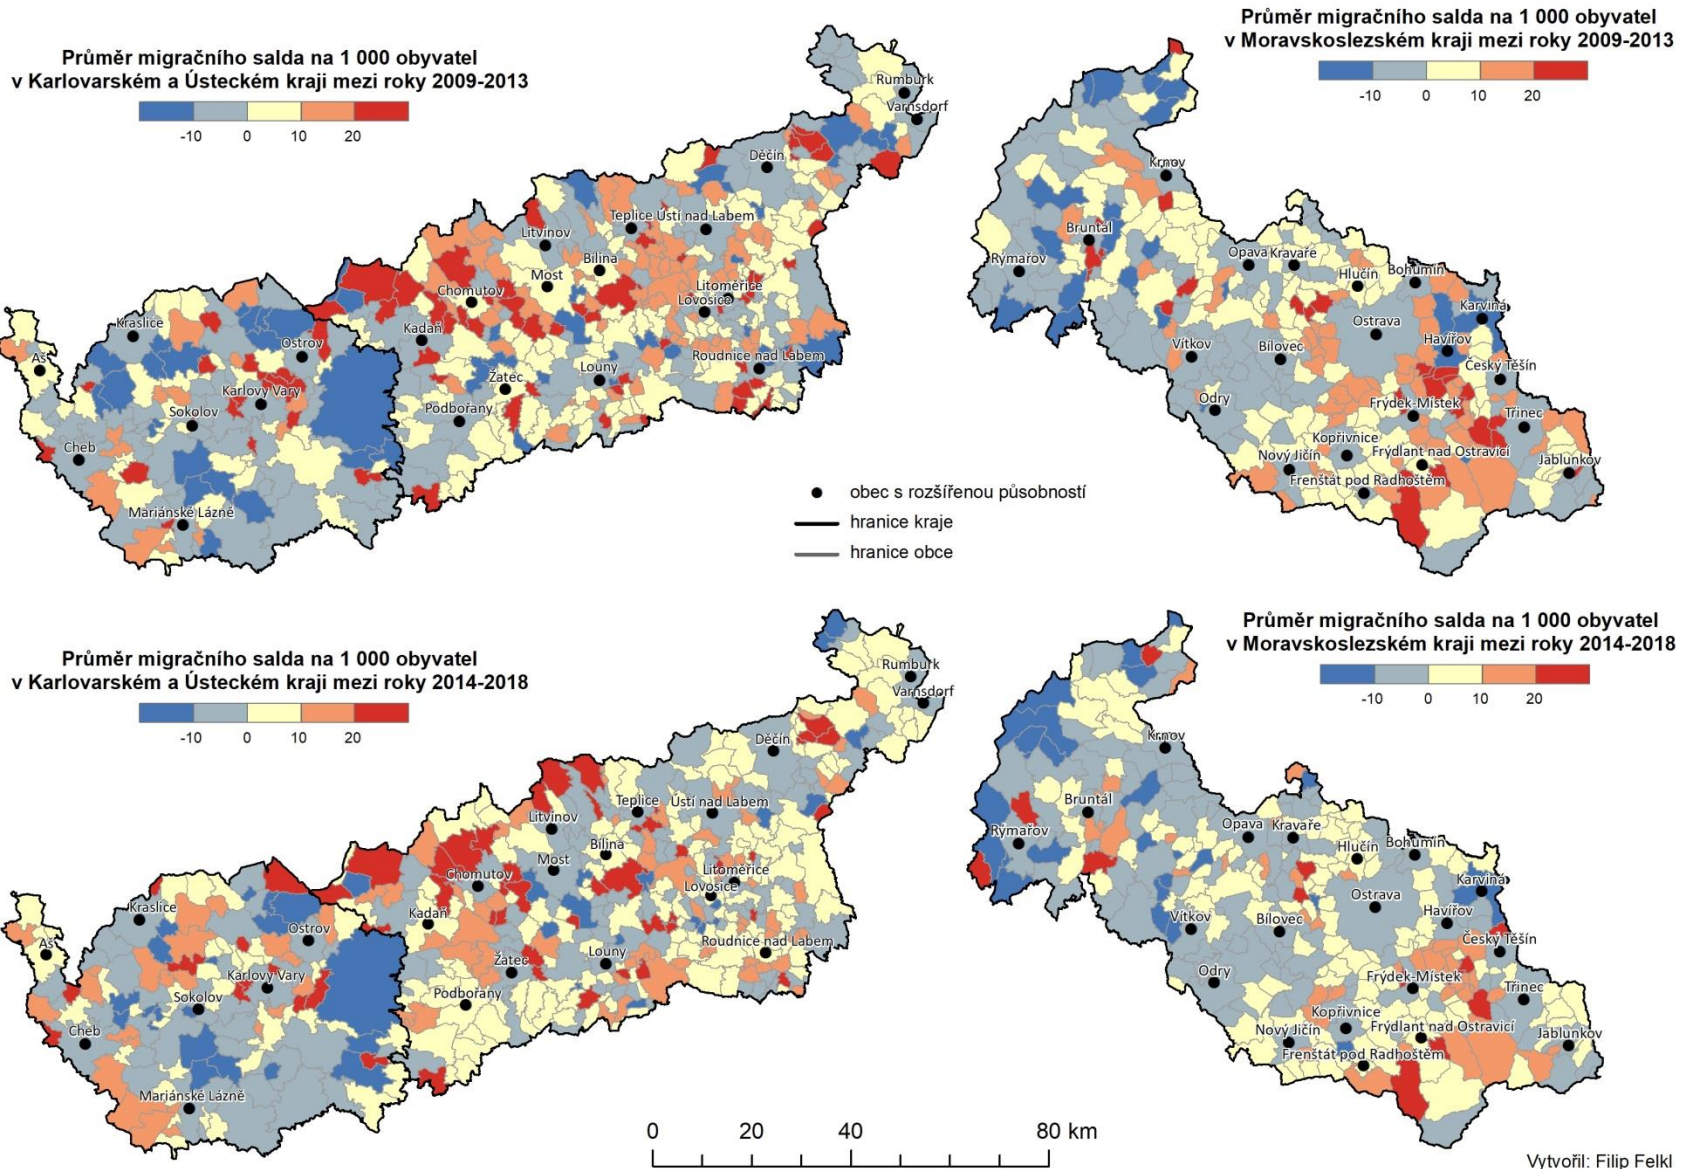 Průměr migračního salda na 1 000 obyvatel
v Karlovarském a Ústeckém kraji mezi roky 2009-2013
-10 0 10 20
Rumburk
Varnsdorf
Děčín
Teplice
Ústí nad Labem
Litvínov
Bílina
Most
Chomutov
Litoměřice
Lovosice
Kadaň
Kraslice
Ostrov
Aš
Roudnice nad Labem
Louny
Žatec
Karlovy Vary
Sokolov
Podbořany
Cheb
Mariánské Lázně
Průměr migračního salda na 1 000 obyvatel
v Moravskoslezském kraji mezi roky 2009-2013
-10 0 10 20
Krnov
Bruntál
Rýmařov
Opava
Kravaře
Hlučín
Bohumín
Karviná
Ostrava
Havířov
Vítkov
Bílovec
Český Těšín
Odry
Frýdek-Místek
Třinec
Kopřivnice
Nový Jičín
Frýdlant nad Ostravicí
Jablunkov
Frenštát pod Radhoštěm
obec s rozšířenou působností
hranice kraje
hranice obce
Průměr migračního salda na 1 000 obyvatel
v Karlovarském a Ústeckém kraji mezi roky 2014-2018
-10 0 10 20
Rumburk
Varnsdorf
Děčín
Teplice
Ústí nad Labem
Litvínov
Bílina
Most
Chomutov
Litoměřice
Lovosice
Kadaň
Kraslice
Ostrov
Aš
Roudnice nad Labem
Louny
Žatec
Karlovy Vary
Sokolov
Podbořany
Cheb
Mariánské Lázně
Průměr migračního salda na 1 000 obyvatel
v Moravskoslezském kraji mezi roky 2014-2018
-10 0 10 20
Krnov
Bruntál
Rýmařov
Opava
Kravaře
Hlučín
Bohumín
Karviná
Ostrava
Havířov
Vítkov
Bílovec
Český Těšín
Odry
Frýdek-Místek
Třinec
Kopřivnice
Nový Jičín
Frýdlant nad Ostravicí
Jablunkov
Frenštát pod Radhoštěm
0 20 40 80 km
Vytvořil: Filip Felkl